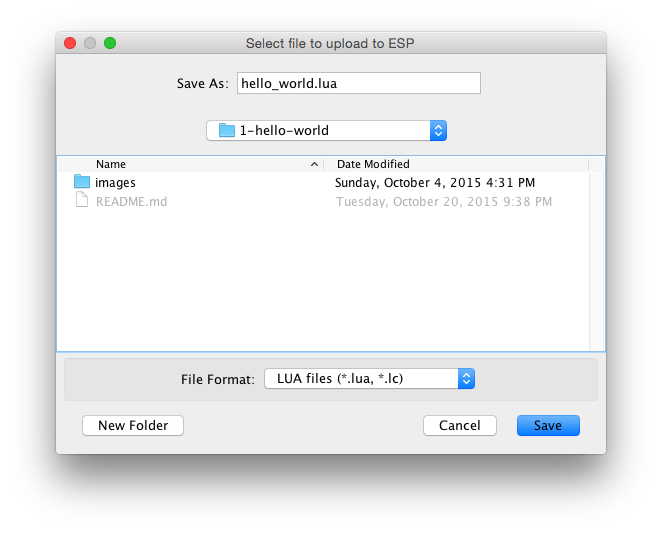 Select file to upload to ESP
Save As: hello_world.lua
1-hello-world
Name Date Modified
images Sunday, October 4, 2015 4:31 PM
README.md Tuesday, October 20, 2015 9:38 PM
File Format: LUA files (*.lua, *.lc)
New Folder Cancel Save